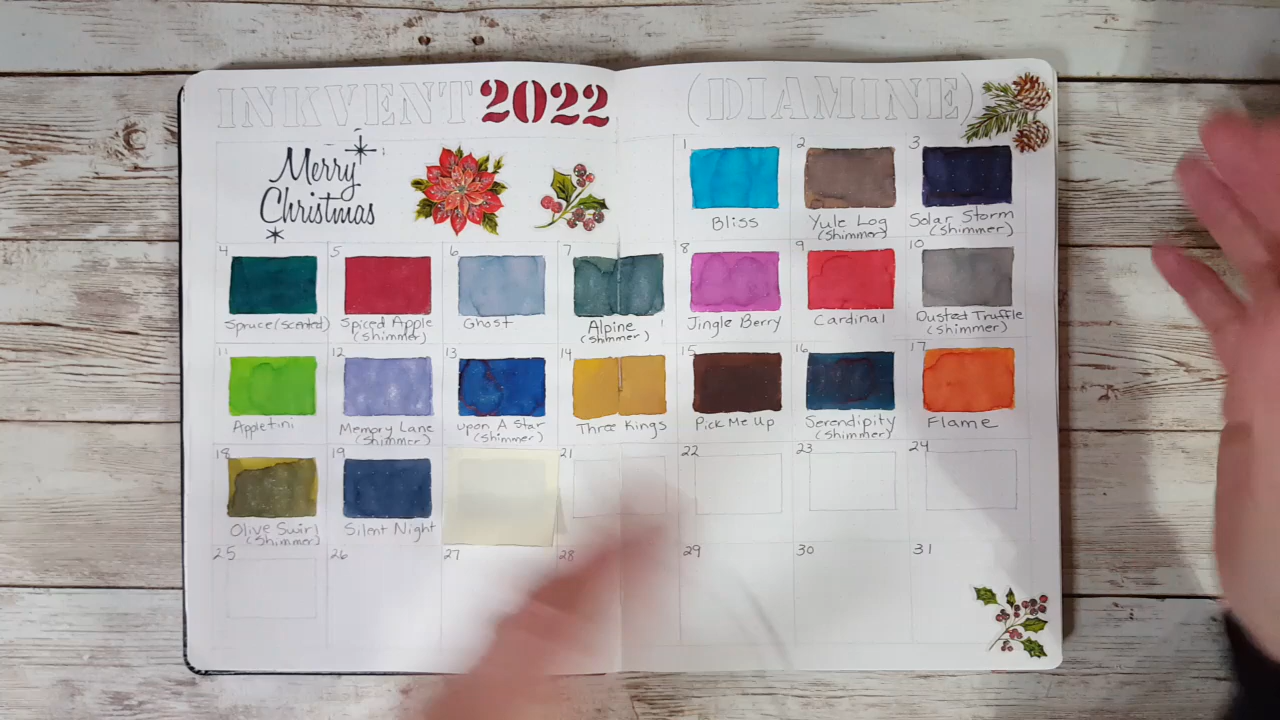 INKVENT 2022 (DIAMINE)
Merry
Christmas
1 2 3
Bliss
Yule Log
(Shimmer)
Solar Storm
(Shimmer)
4 5 6 7 8 9 10
Spruce (scented)
Spiced Apple
(Shimmer)
Ghost
Alpine
(Shimmer)
Jingle Berry
Cardinal
Dusted Truffle
(Shimmer)
11 12 13 14 15 16 17
Appletini
Memory Lane
(Shimmer)
Upon A Star
(Shimmer)
Three Kings
Pick Me Up
Serendipity
(Shimmer)
Flame
18 19 21 22 23 24
Olive Swirl
(Shimmer)
Silent Night
25 26 27 28 29 30 31